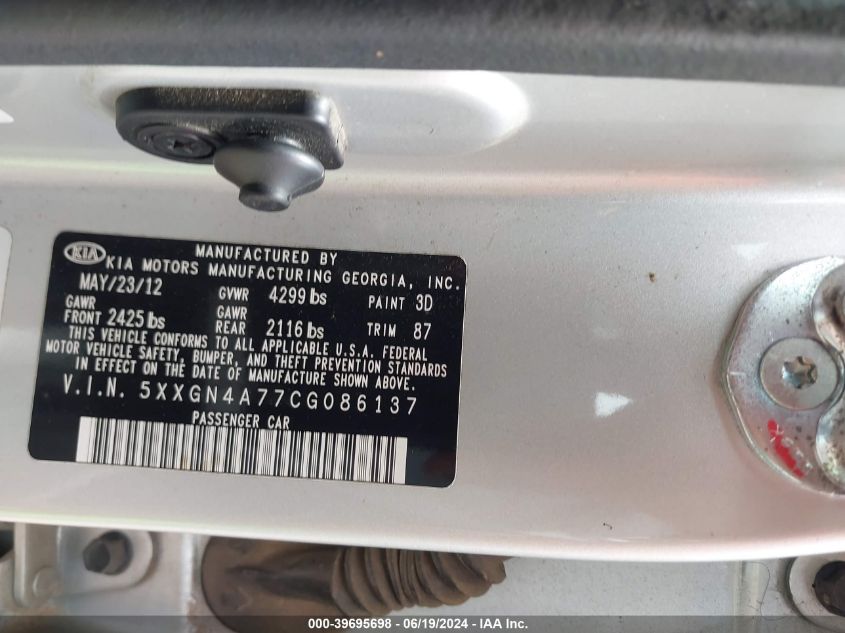 KIA
MANUFACTURED BY
KIA MOTORS MANUFACTURING GEORGIA, INC.
MAY/23/12 GVWR 4299 lbs PAINT 3D
GAWR FRONT 2425 lbs GAWR REAR 2116 lbs TRIM 87
THIS VEHICLE CONFORMS TO ALL APPLICABLE U.S.A. FEDERAL
MOTOR VEHICLE SAFETY, BUMPER, AND THEFT PREVENTION STANDARDS
IN EFFECT ON THE DATE OF MANUFACTURE SHOWN ABOVE.
V.I.N. 5XXGN4A77CG086137
PASSENGER CAR
000-39695698 - 06/19/2024 - IAA Inc.